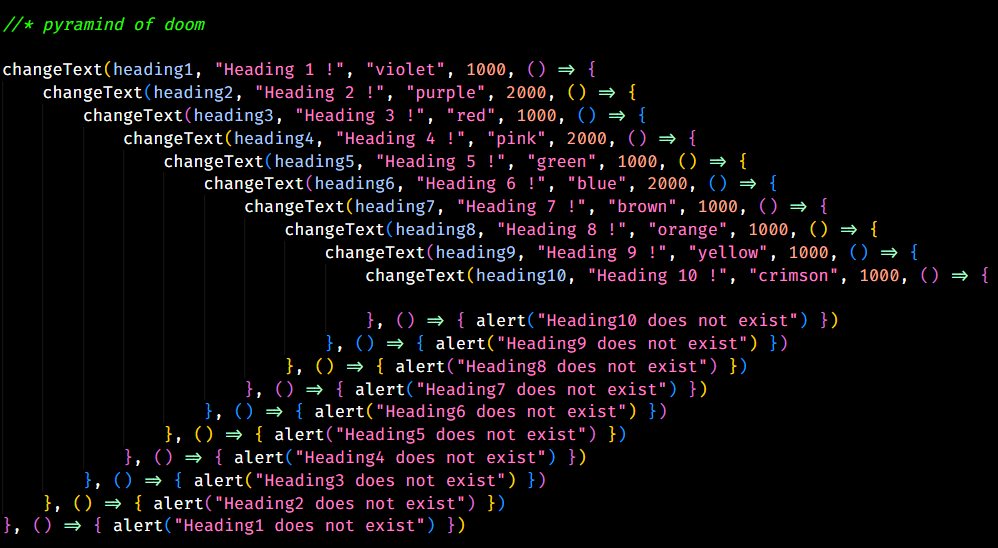 //* pyramind of doom
changeText(heading1, "Heading 1 !", "violet", 1000, () => {
changeText(heading2, "Heading 2 !", "purple", 2000, () => {
changeText(heading3, "Heading 3 !", "red", 1000, () => {
changeText(heading4, "Heading 4 !", "pink", 2000, () => {
changeText(heading5, "Heading 5 !", "green", 1000, () => {
changeText(heading6, "Heading 6 !", "blue", 2000, () => {
changeText(heading7, "Heading 7 !", "brown", 1000, () => {
changeText(heading8, "Heading 8 !", "orange", 1000, () => {
changeText(heading9, "Heading 9 !", "yellow", 1000, () => {
changeText(heading10, "Heading 10 !", "crimson", 1000, () => {
}, () => { alert("Heading10 does not exist") })
}, () => { alert("Heading9 does not exist") })
}, () => { alert("Heading8 does not exist") })
}, () => { alert("Heading7 does not exist") })
}, () => { alert("Heading6 does not exist") })
}, () => { alert("Heading5 does not exist") })
}, () => { alert("Heading4 does not exist") })
}, () => { alert("Heading3 does not exist") })
}, () => { alert("Heading2 does not exist") })
}, () => { alert("Heading1 does not exist") })